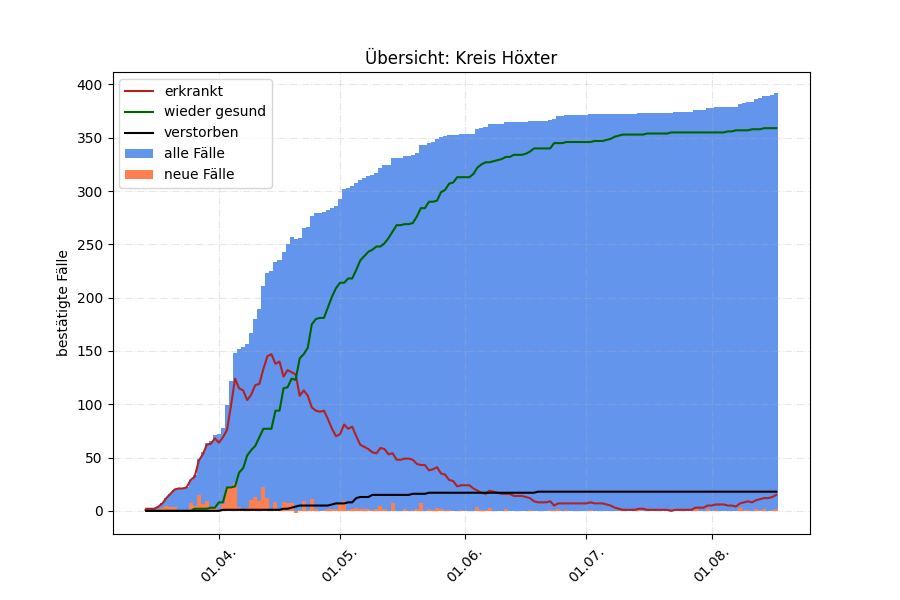 Übersicht: Kreis Höxter
erkrankt
wieder gesund
verstorben
alle Fälle
neue Fälle
bestätigte Fälle
400
350
300
250
200
150
100
50
0
01.04.
01.05.
01.06.
01.07.
01.08.